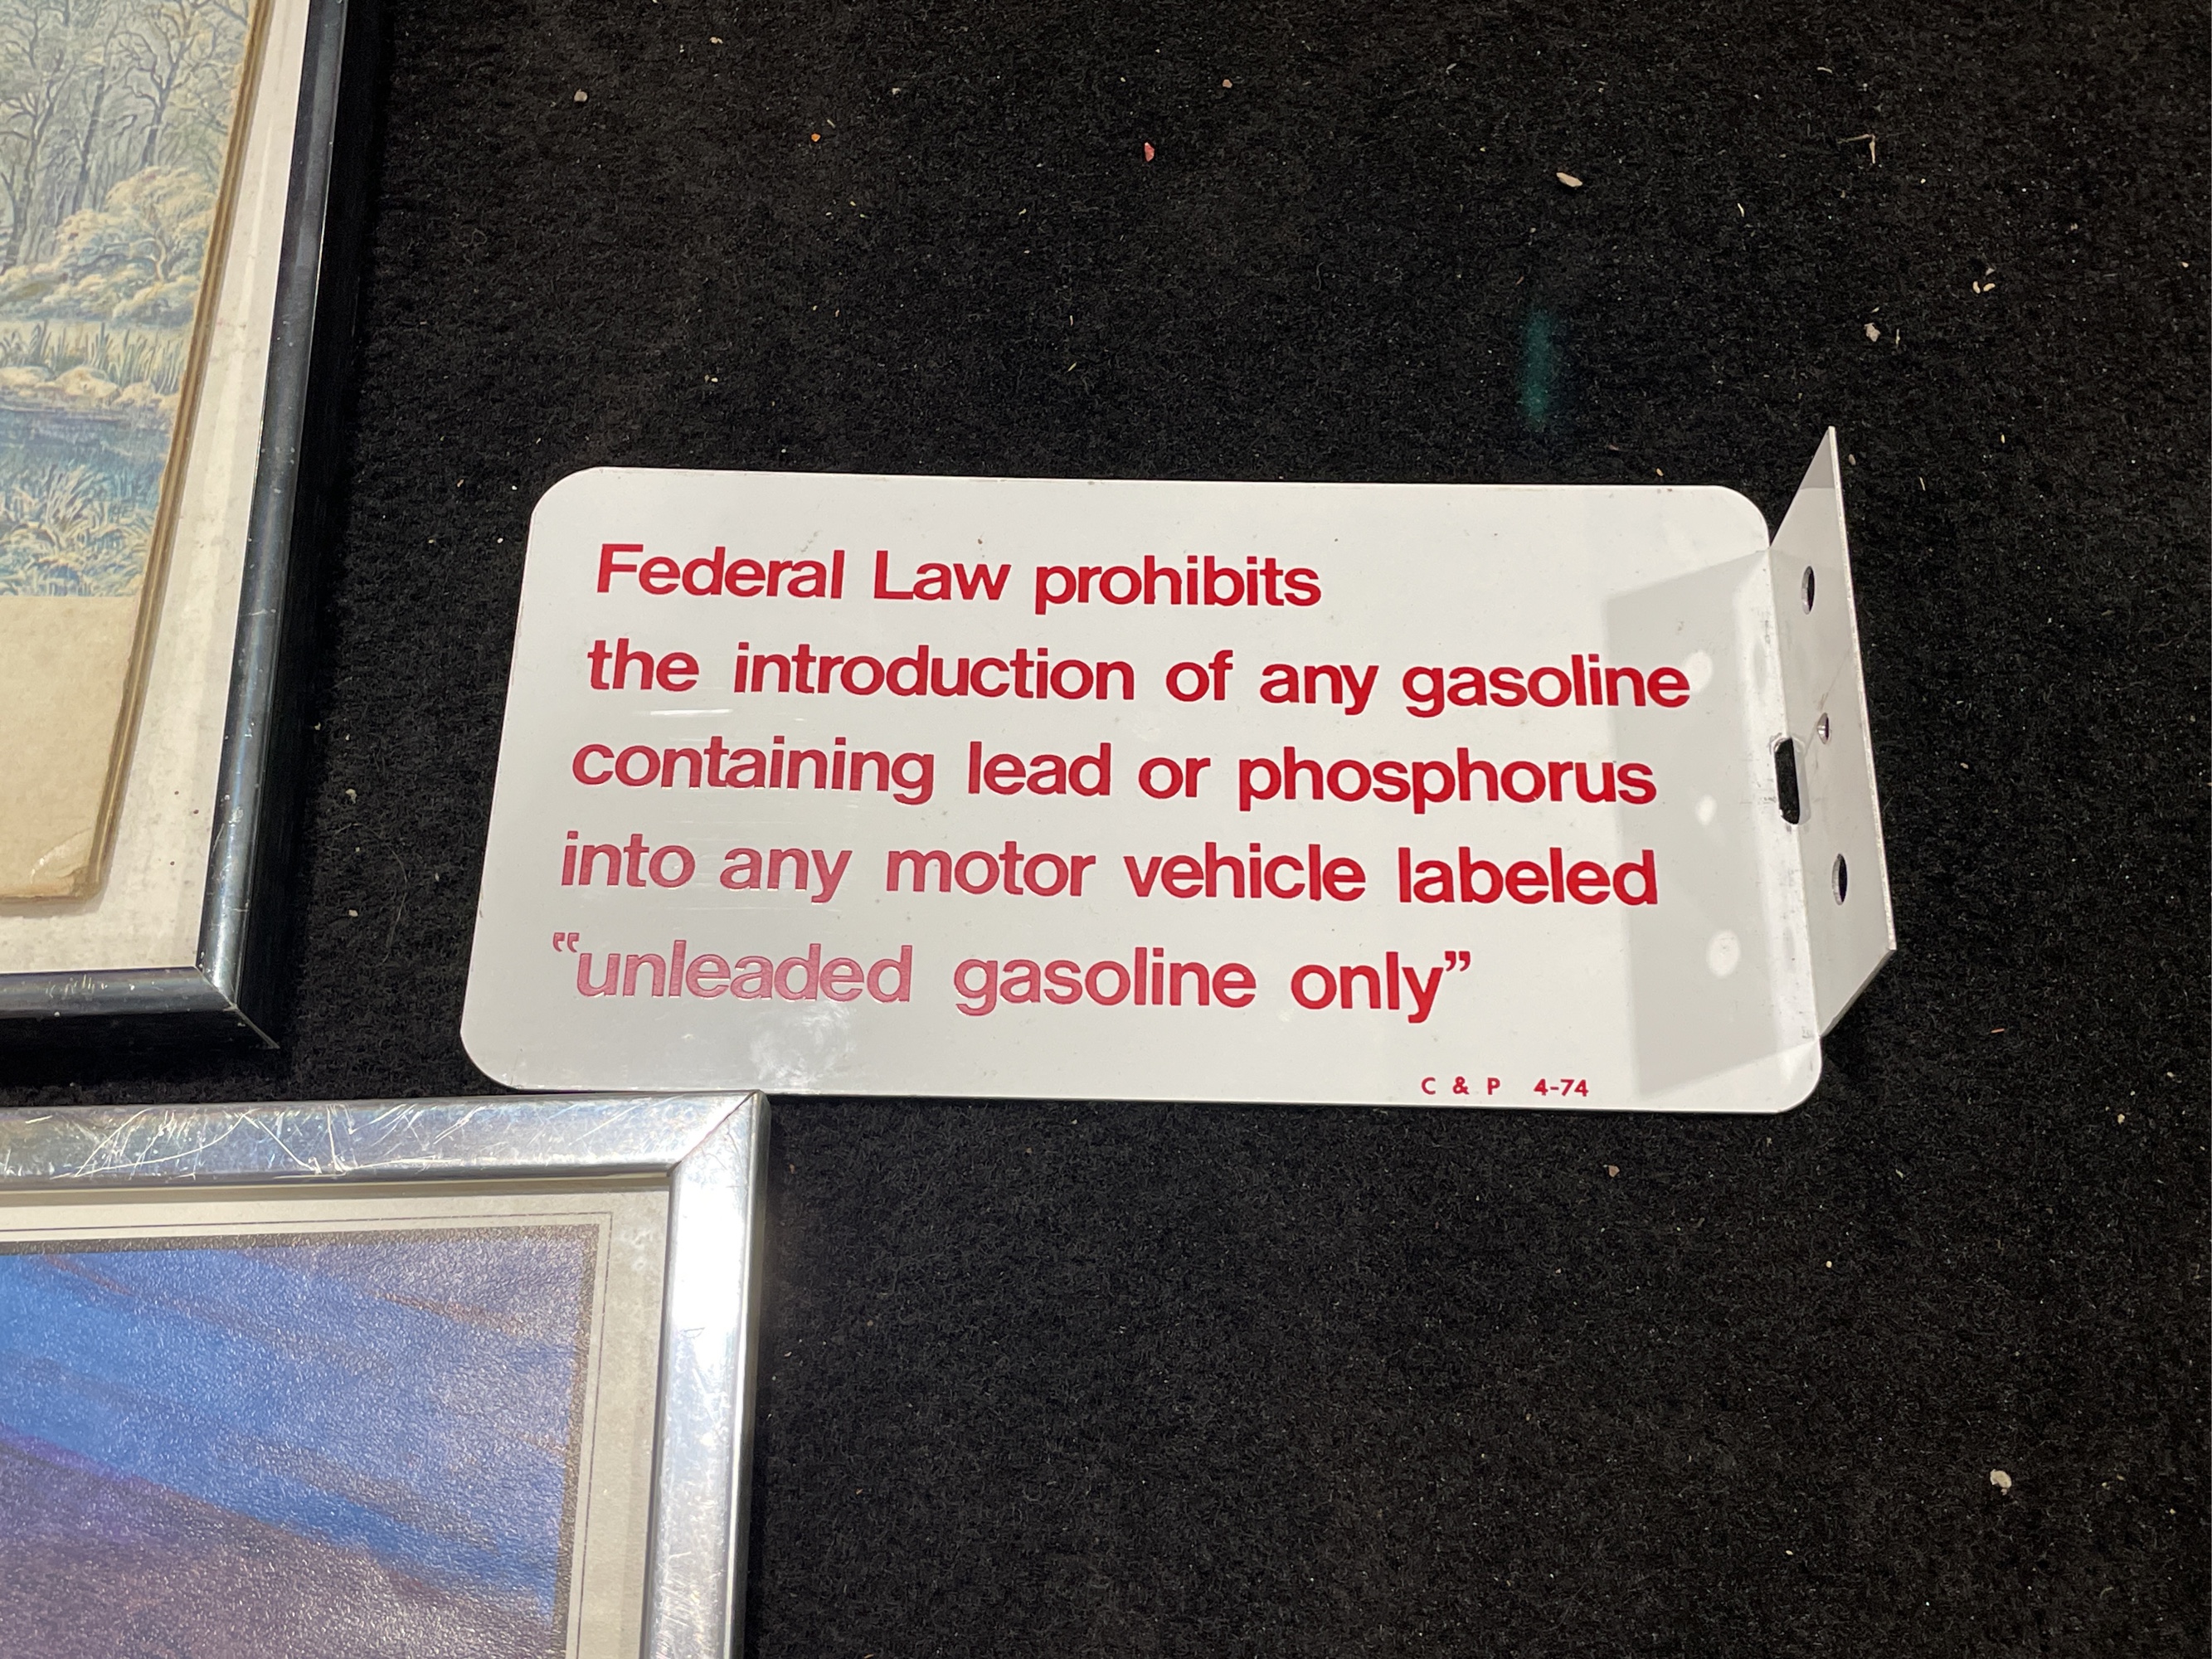 Federal Law prohibits
the introduction of any gasoline
containing lead or phosphorus
into any motor vehicle labeled
“unleaded gasoline only”
C & P 4-74